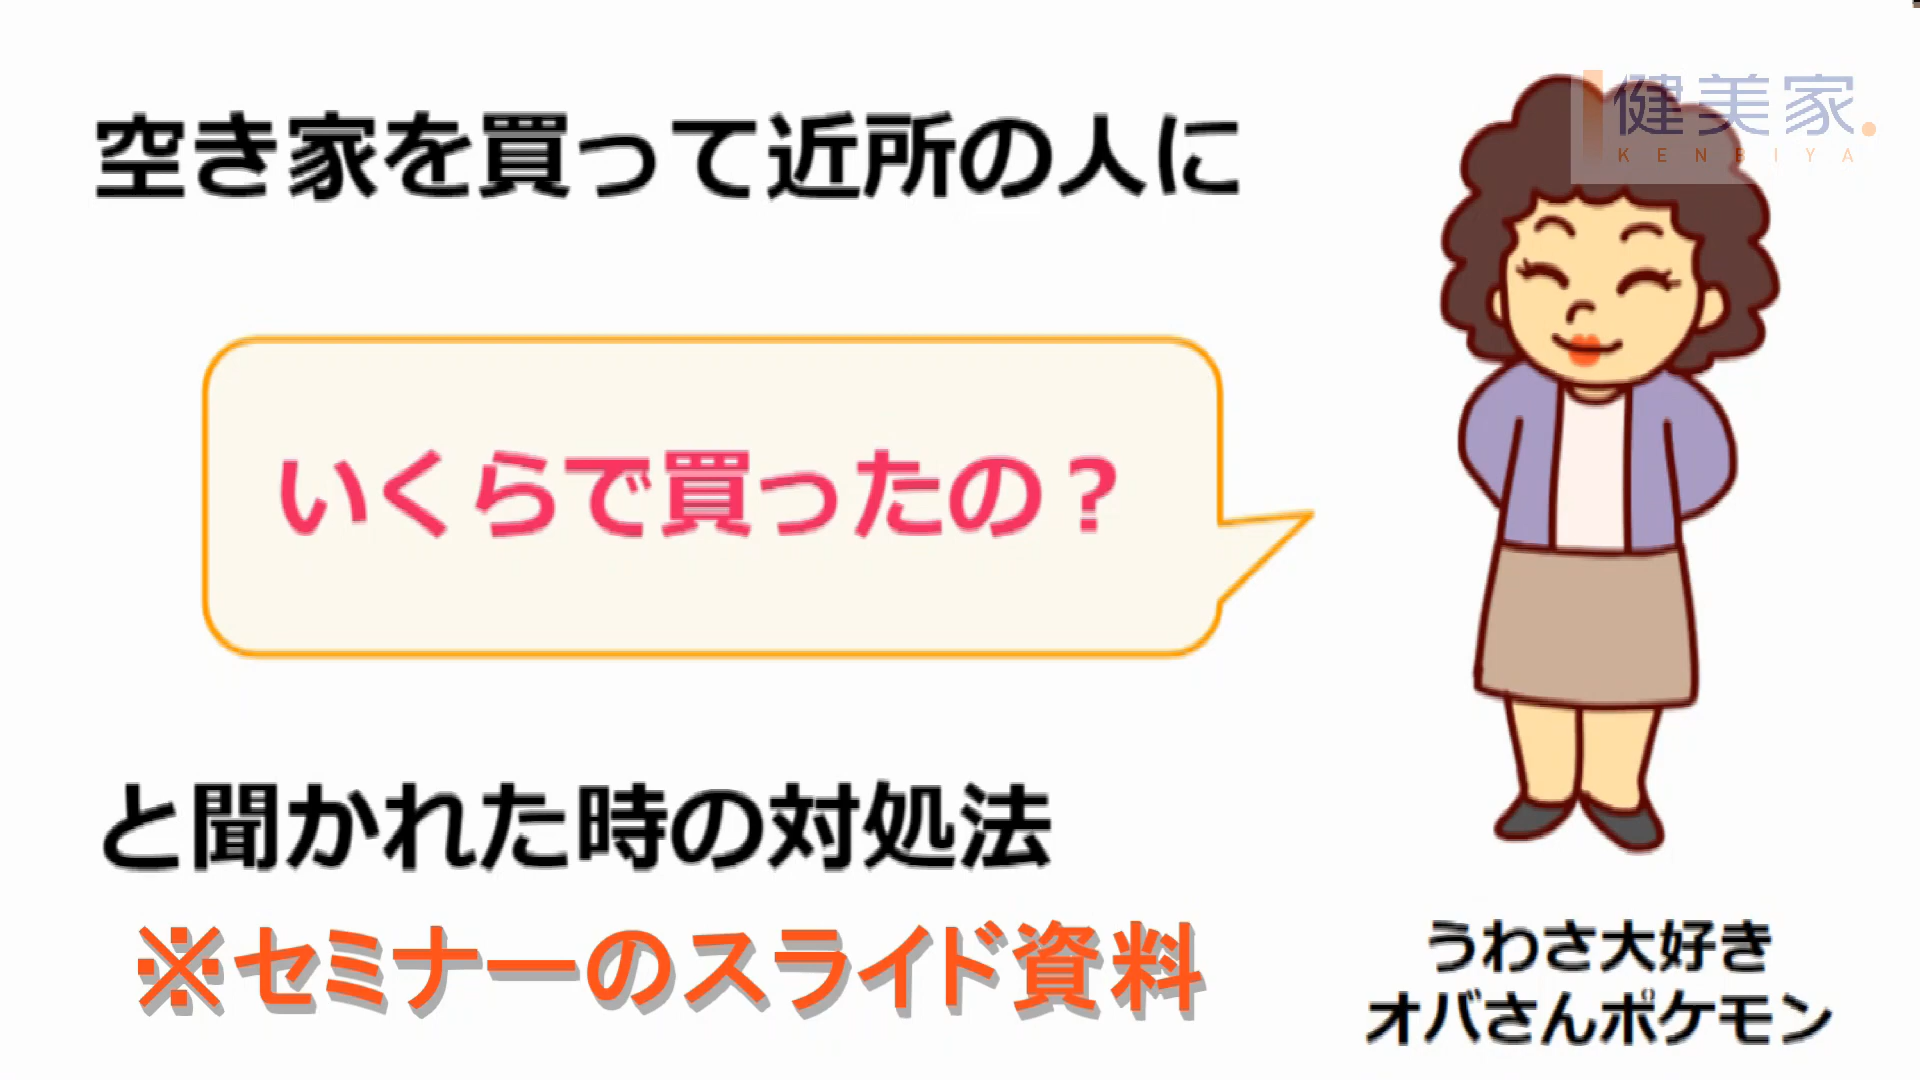 健美家.
KENBIYA
空き家を買って近所の人に
いくらで買ったの？
と聞かれた時の対処法
※セミナーのスライド資料
うわさ大好き
オバさんポケモン